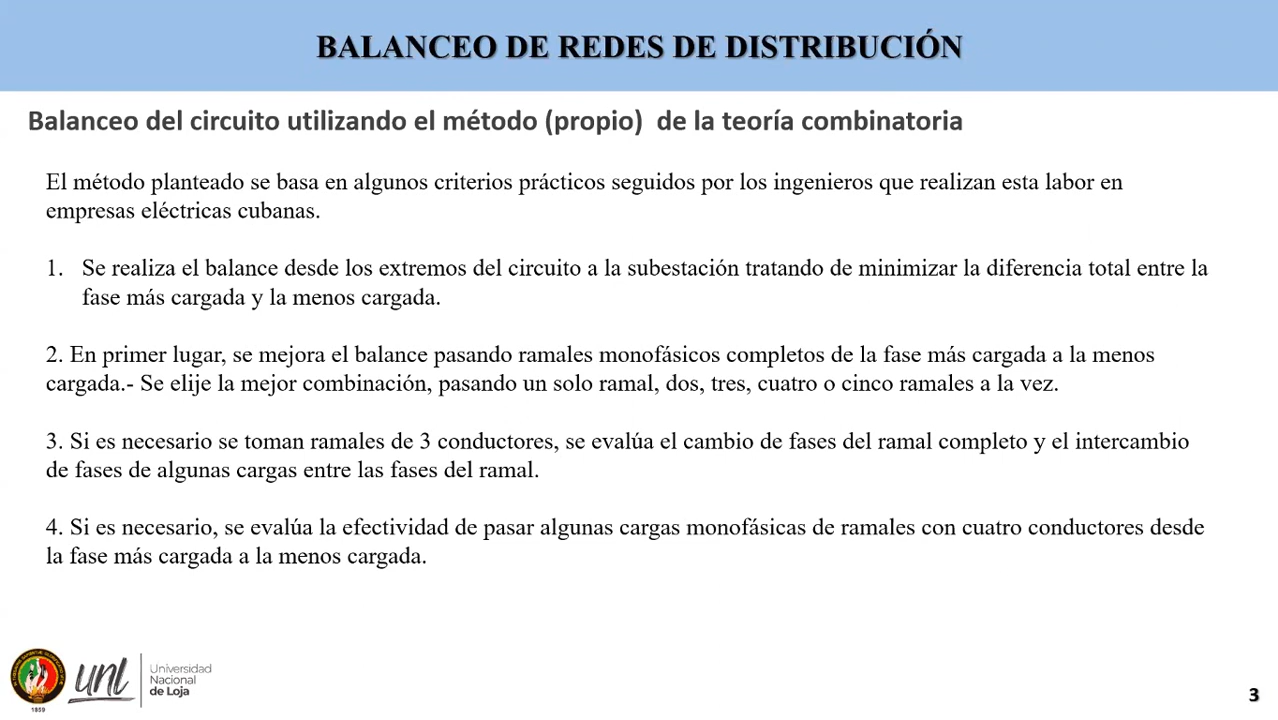 BALANCEO DE REDES DE DISTRIBUCIÓN
Balanceo del circuito utilizando el método (propio)  de la teoría combinatoria
El método planteado se basa en algunos criterios prácticos seguidos por los ingenieros que realizan esta labor en
empresas eléctricas cubanas.
1. Se realiza el balance desde los extremos del circuito a la subestación tratando de minimizar la diferencia total entre la
fase más cargada y la menos cargada.
2. En primer lugar, se mejora el balance pasando ramales monofásicos completos de la fase más cargada a la menos
cargada.- Se elije la mejor combinación, pasando un solo ramal, dos, tres, cuatro o cinco ramales a la vez.
3. Si es necesario se toman ramales de 3 conductores, se evalúa el cambio de fases del ramal completo y el intercambio
de fases de algunas cargas entre las fases del ramal.
4. Si es necesario, se evalúa la efectividad de pasar algunas cargas monofásicas de ramales con cuatro conductores desde
la fase más cargada a la menos cargada.
1859
unl
Universidad
Nacional
de Loja
3